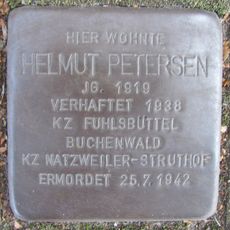 HIER WOHNTE
HELMUT PETERSEN
JG. 1919
VERHAFTET 1938
KZ FUHLSBÜTTEL
BUCHENWALD
KZ NATZWEILER-STRUTHOF
ERMORDET 25.7.1942